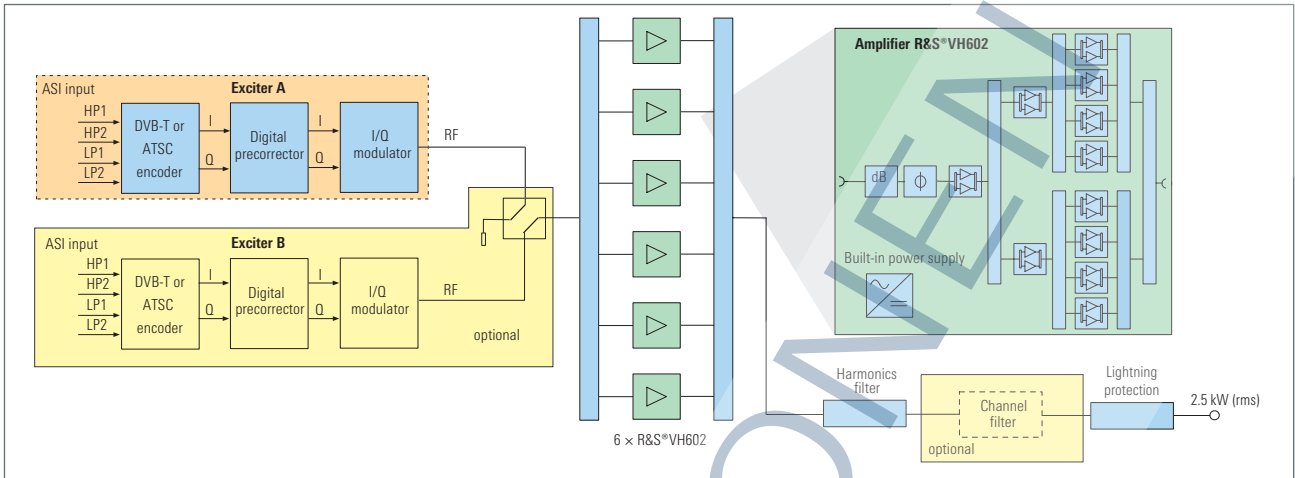 ASI input
Exciter A
HP1
HP2
LP1
LP2
DVB-T or
ATSC
encoder
I
Q
Digital
precorrector
I
Q
I/Q
modulator
RF
ASI input
Exciter B
HP1
HP2
LP1
LP2
DVB-T or
ATSC
encoder
I
Q
Digital
precorrector
I
Q
I/Q
modulator
RF
optional
6 × R&S®VH602
Amplifier R&S®VH602
dB
ϕ
Built-in power supply
Harmonics
filter
Channel
filter
optional
Lightning
protection
2.5 kW (rms)